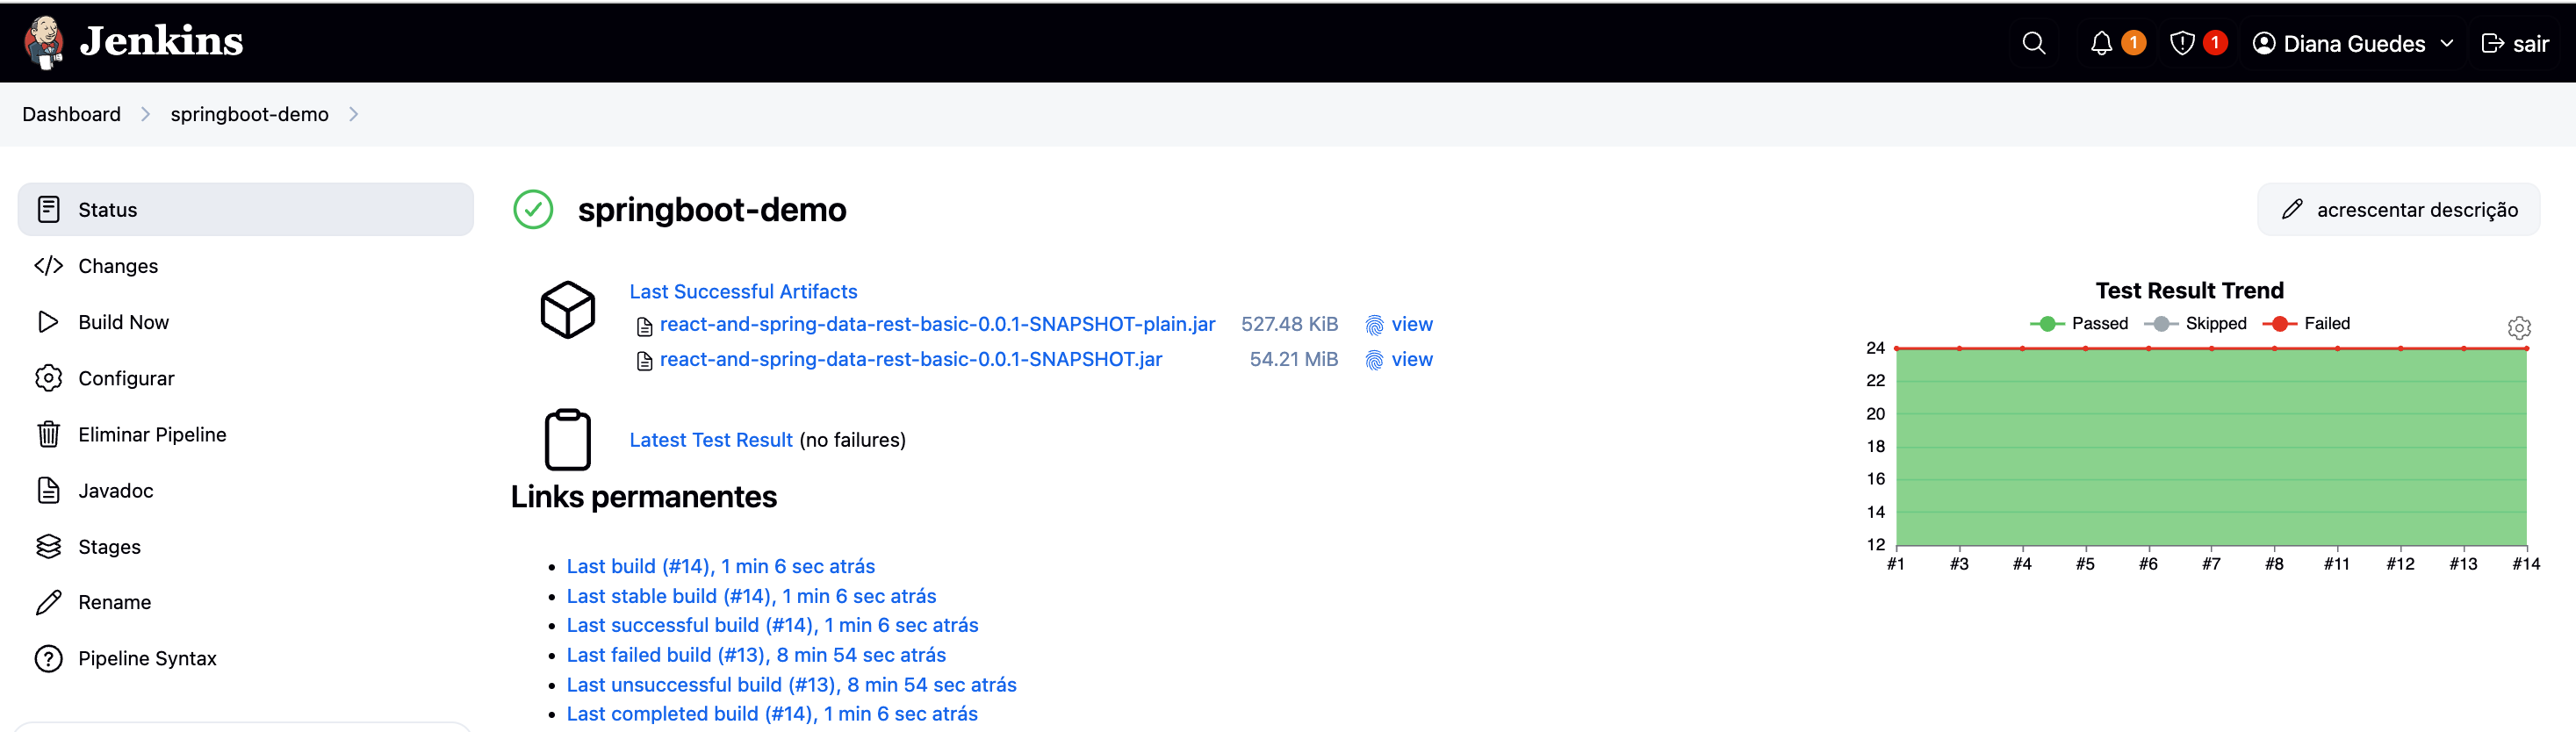 Jenkins
1
1
Diana Guedes
sair
Dashboard
springboot-demo
Status
Changes
Build Now
Configurar
Eliminar Pipeline
Javadoc
Stages
Rename
Pipeline Syntax
springboot-demo
acrescentar descrição
Last Successful Artifacts
react-and-spring-data-rest-basic-0.0.1-SNAPSHOT-plain.jar 527.48 KiB view
react-and-spring-data-rest-basic-0.0.1-SNAPSHOT.jar 54.21 MiB view
Latest Test Result (no failures)
Links permanentes
Last build (#14), 1 min 6 sec atrás
Last stable build (#14), 1 min 6 sec atrás
Last successful build (#14), 1 min 6 sec atrás
Last failed build (#13), 8 min 54 sec atrás
Last unsuccessful build (#13), 8 min 54 sec atrás
Last completed build (#14), 1 min 6 sec atrás
Test Result Trend
Passed Skipped Failed
24
22
20
18
16
14
12
#1 #3 #4 #5 #6 #7 #8 #11 #12 #13 #14